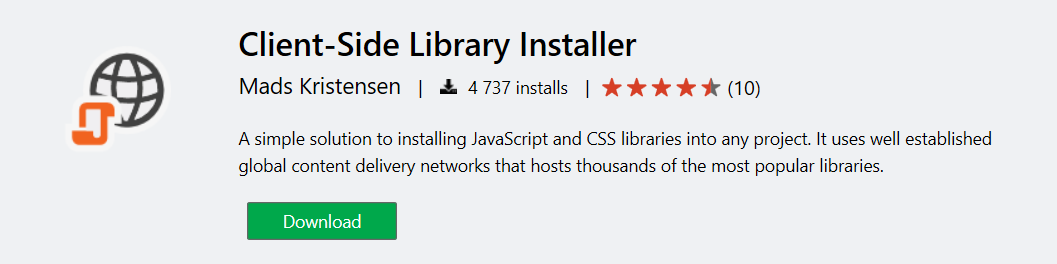 Client-Side Library Installer
Mads Kristensen | 4 737 installs | (10)
A simple solution to installing JavaScript and CSS libraries into any project. It uses well established
global content delivery networks that hosts thousands of the most popular libraries.
Download